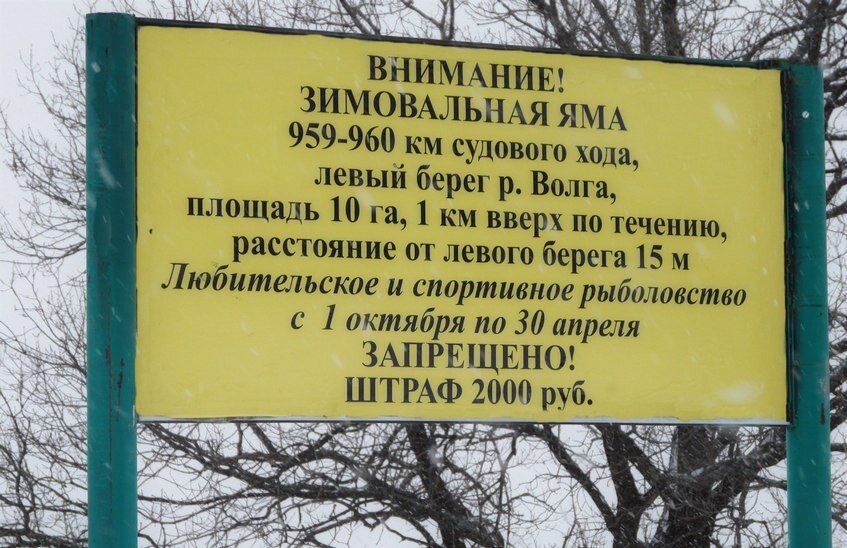 ВНИМАНИЕ!
ЗИМОВАЛЬНАЯ ЯМА
959-960 км судового хода,
левый берег р. Волга,
площадь 10 га, 1 км вверх по течению,
расстояние от левого берега 15 м
Любительское и спортивное рыболовство
с 1 октября по 30 апреля
ЗАПРЕЩЕНО!
ШТРАФ 2000 руб.